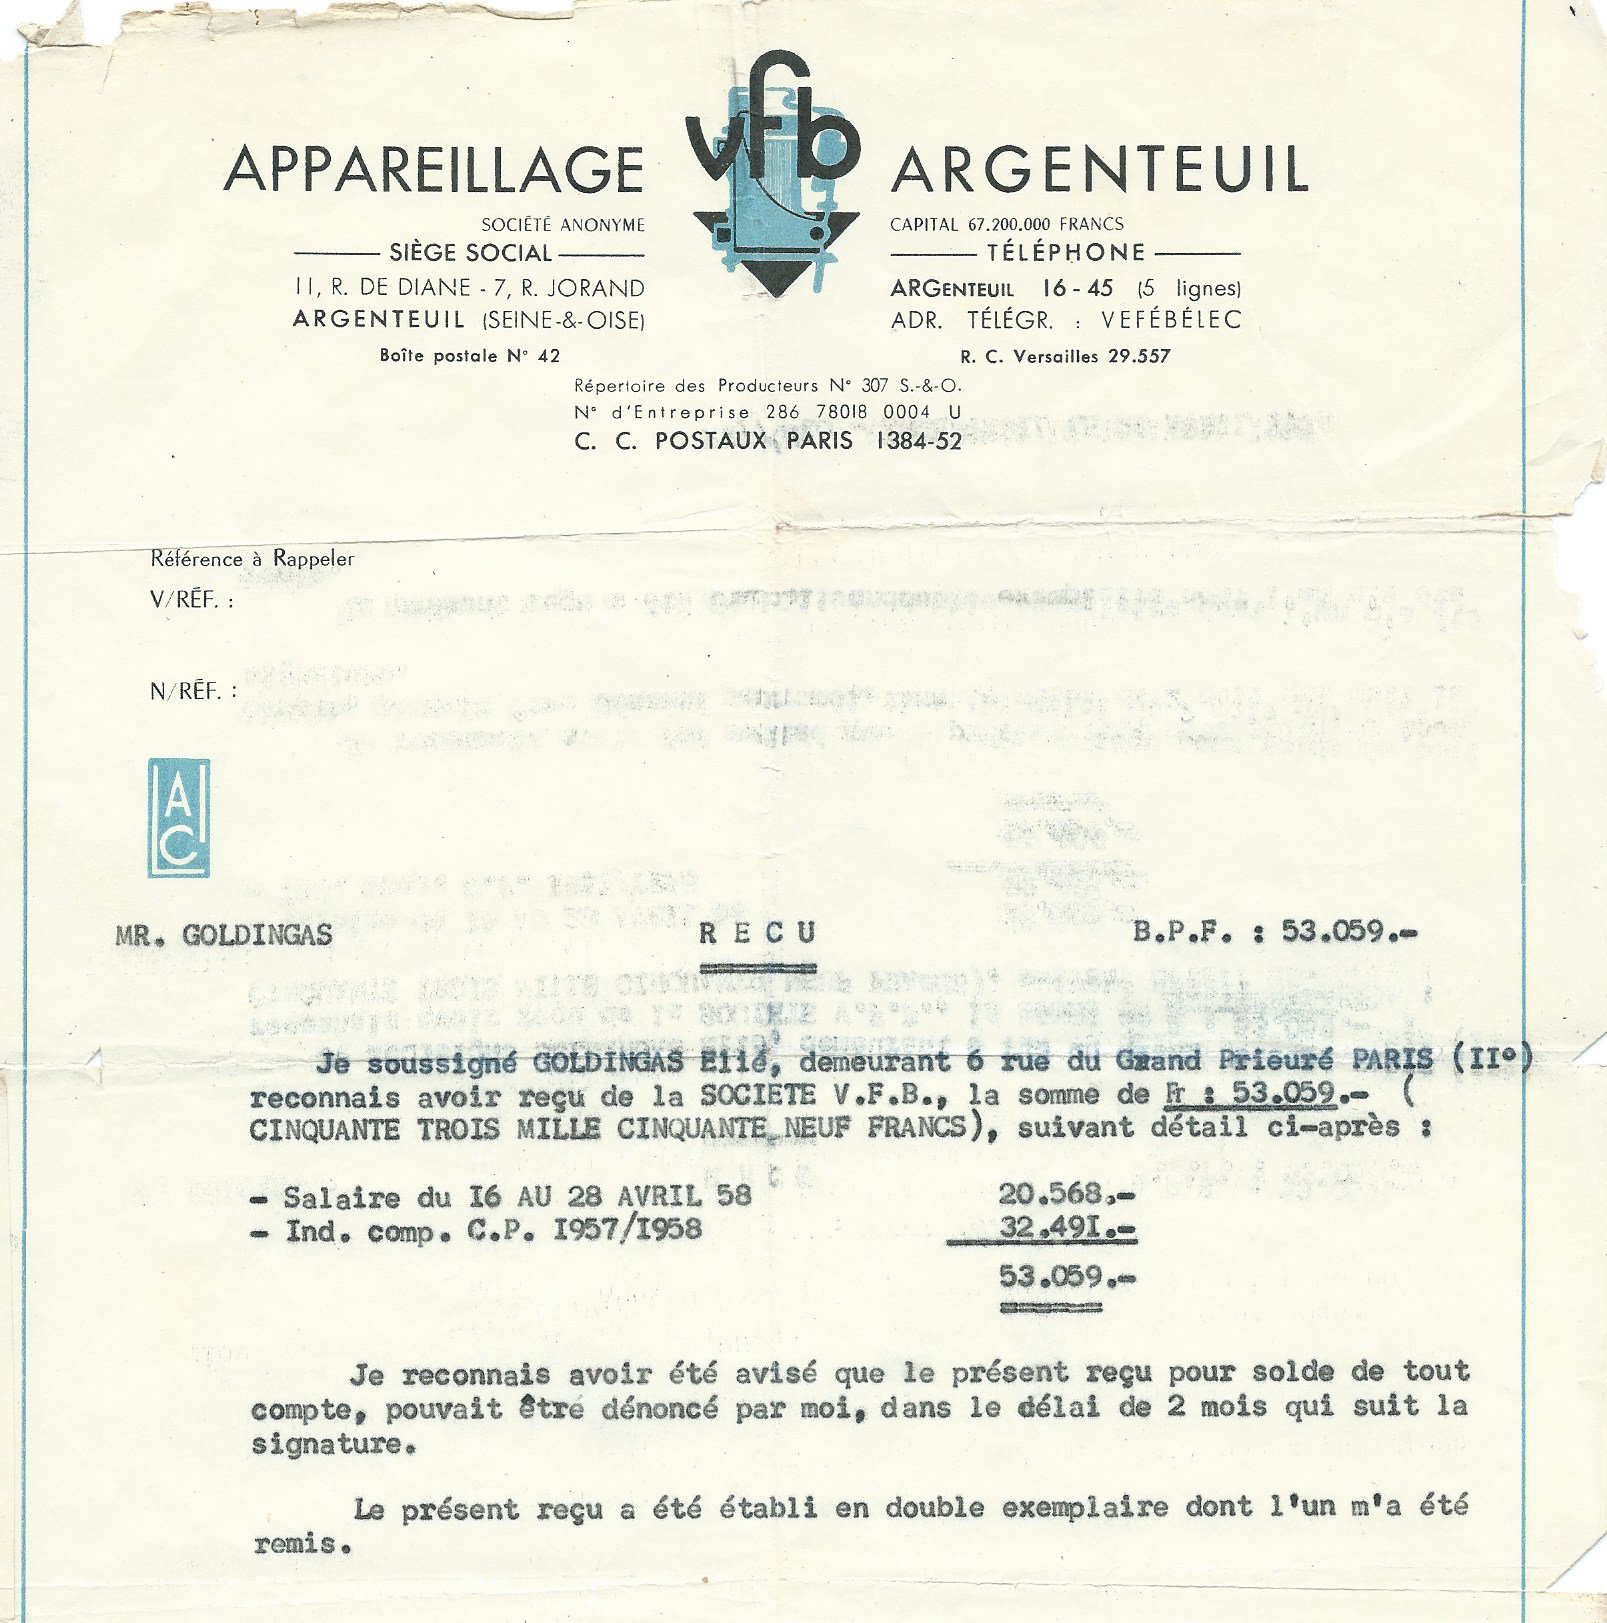 vfb
APPAREILLAGE ARGENTEUIL
SOCIÉTÉ ANONYME
SIÈGE SOCIAL
11, R. DE DIANE - 7, R. JORAND
ARGENTEUIL (SEINE-&-OISE)
Boîte postale N° 42
CAPITAL 67.200.000 FRANCS
TÉLÉPHONE
ARGENTEUIL 16-45 (5 lignes)
ADR. TÉLÉGR. : VEFÉBÉLEC
R. C. Versailles 29.557
Répertoire des Producteurs N° 307 S.-&-O.
N° d'Entreprise 286 78018 0004 U
C. C. POSTAUX PARIS 1384-52
Référence à Rappeler
V/RÉF. :
N/RÉF. :
AC
MR. GOLDINGAS RECU B.P.F. : 53.059.-
Je soussigné GOLDINGAS Elié, demeurant 6 rue du Grand Prieuré PARIS (II°)
reconnais avoir reçu de la SOCIETE V.F.B., la somme de Fr : 53.059.- (
CINQUANTE TROIS MILLE CINQUANTE NEUF FRANCS), suivant détail ci-après :
- Salaire du I6 AU 28 AVRIL 58 20.568,-
- Ind. comp. C.P. I957/I958 32.49I.-
53.059.-
Je reconnais avoir été avisé que le présent reçu pour solde de tout
compte, pouvait être dénoncé par moi, dans le délai de 2 mois qui suit la
signature.
Le présent reçu a été établi en double exemplaire dont l'un m'a été
remis.